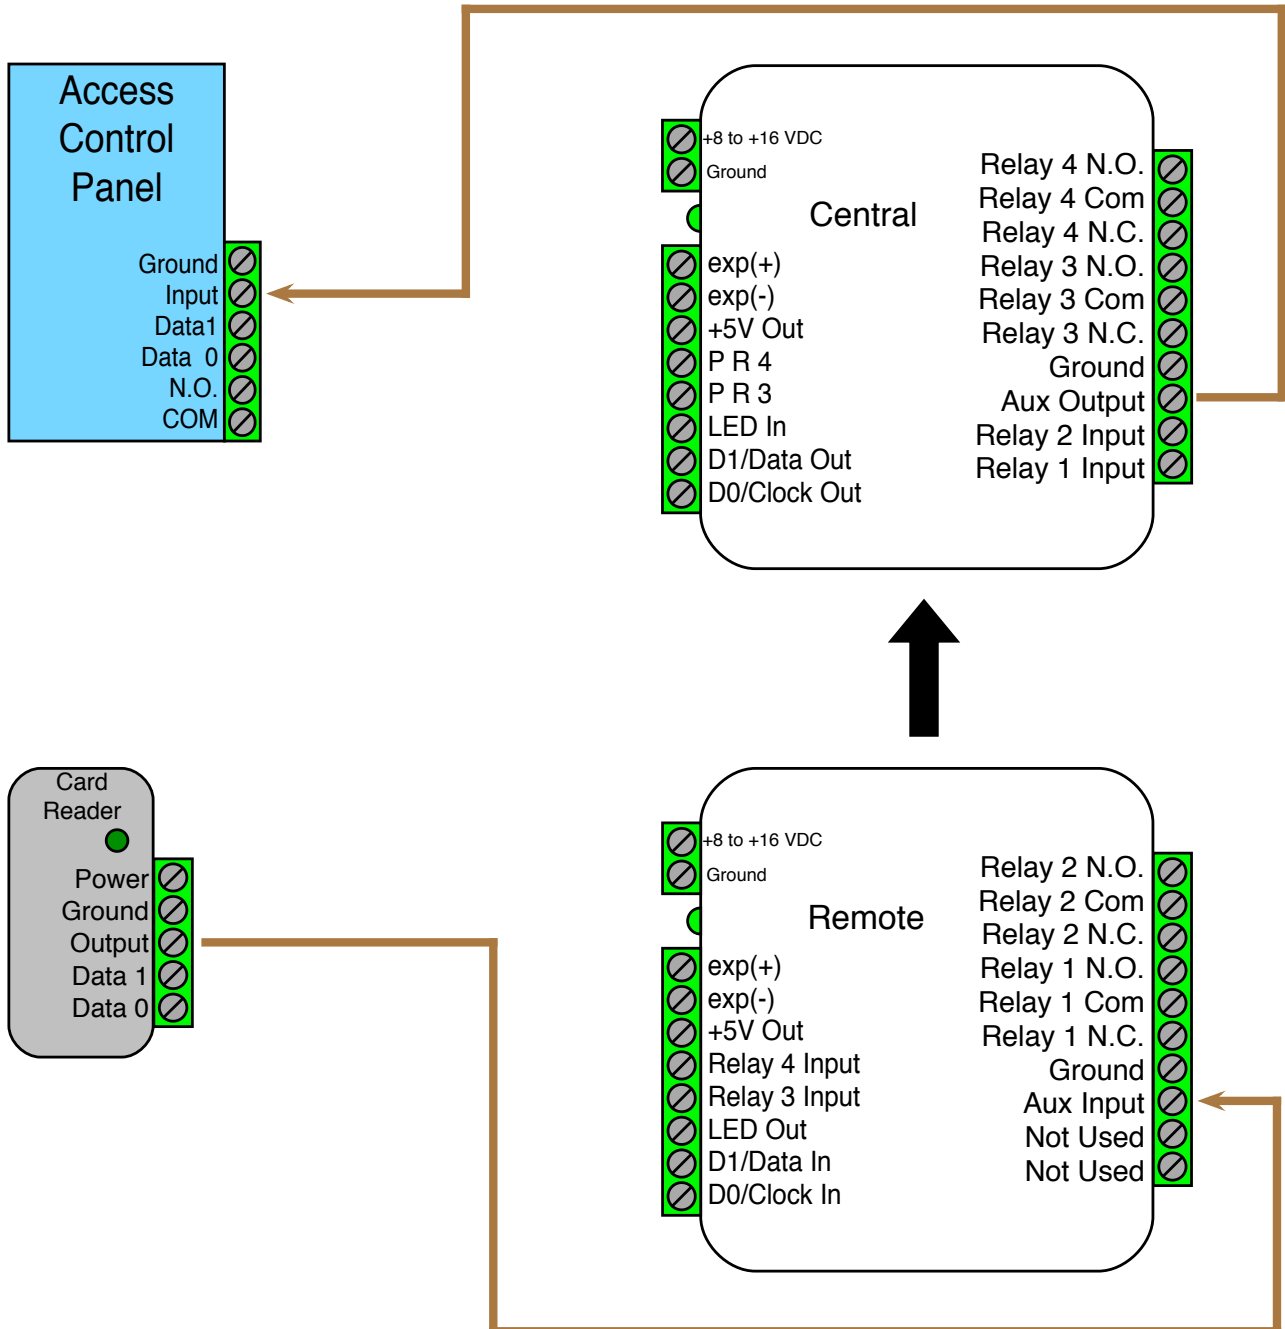 Access
Control
Panel
Ground
Input
Data1
Data 0
N.O.
COM
+8 to +16 VDC
Ground
Central
exp(+)
exp(-)
+5V Out
P R 4
P R 3
LED In
D1/Data Out
D0/Clock Out
Relay 4 N.O.
Relay 4 Com
Relay 4 N.C.
Relay 3 N.O.
Relay 3 Com
Relay 3 N.C.
Ground
Aux Output
Relay 2 Input
Relay 1 Input
Card
Reader
Power
Ground
Output
Data 1
Data 0
+8 to +16 VDC
Ground
Remote
exp(+)
exp(-)
+5V Out
Relay 4 Input
Relay 3 Input
LED Out
D1/Data In
D0/Clock In
Relay 2 N.O.
Relay 2 Com
Relay 2 N.C.
Relay 1 N.O.
Relay 1 Com
Relay 1 N.C.
Ground
Aux Input
Not Used
Not Used